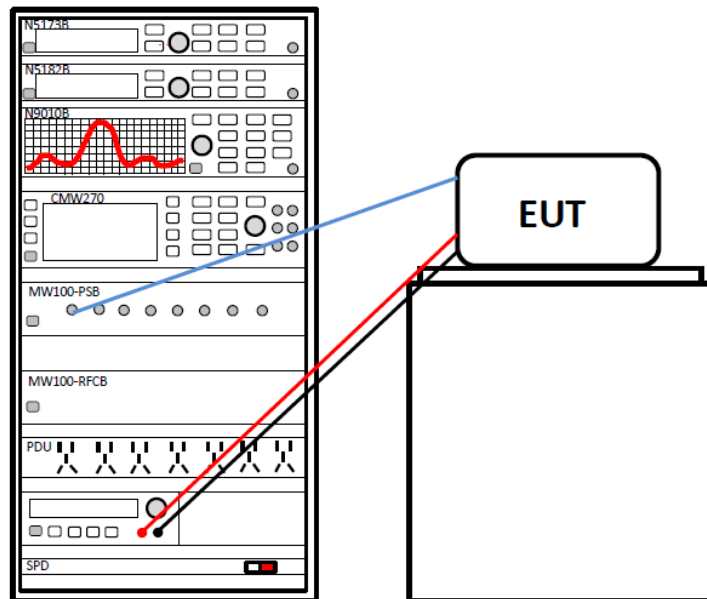 N5173B
N5182B
N9010B
CMW270
EUT
MW100-PSB
MW100-RFCB
PDU
SPD